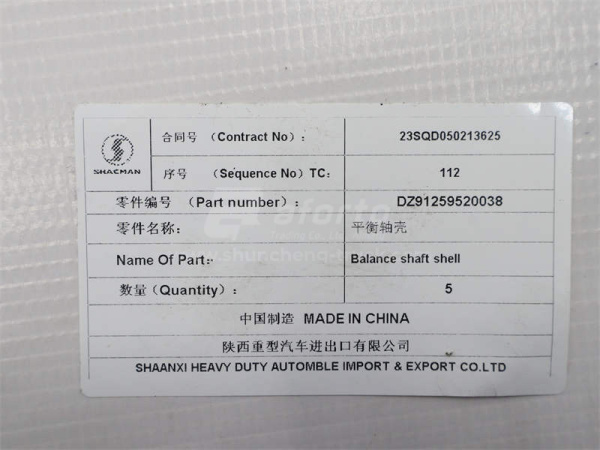 SHACMAN
合同号 （Contract No）： 23SQD050213625
序号 （Sequence No）TC： 112
零件编号 （Part number）： DZ91259520038
零件名称： 平衡轴壳
Name Of Part： Balance shaft shell
数量（Quantity）： 5
中国制造 MADE IN CHINA
陕西重型汽车进出口有限公司
SHAANXI HEAVY DUTY AUTOMBLE IMPORT & EXPORT CO.LTD